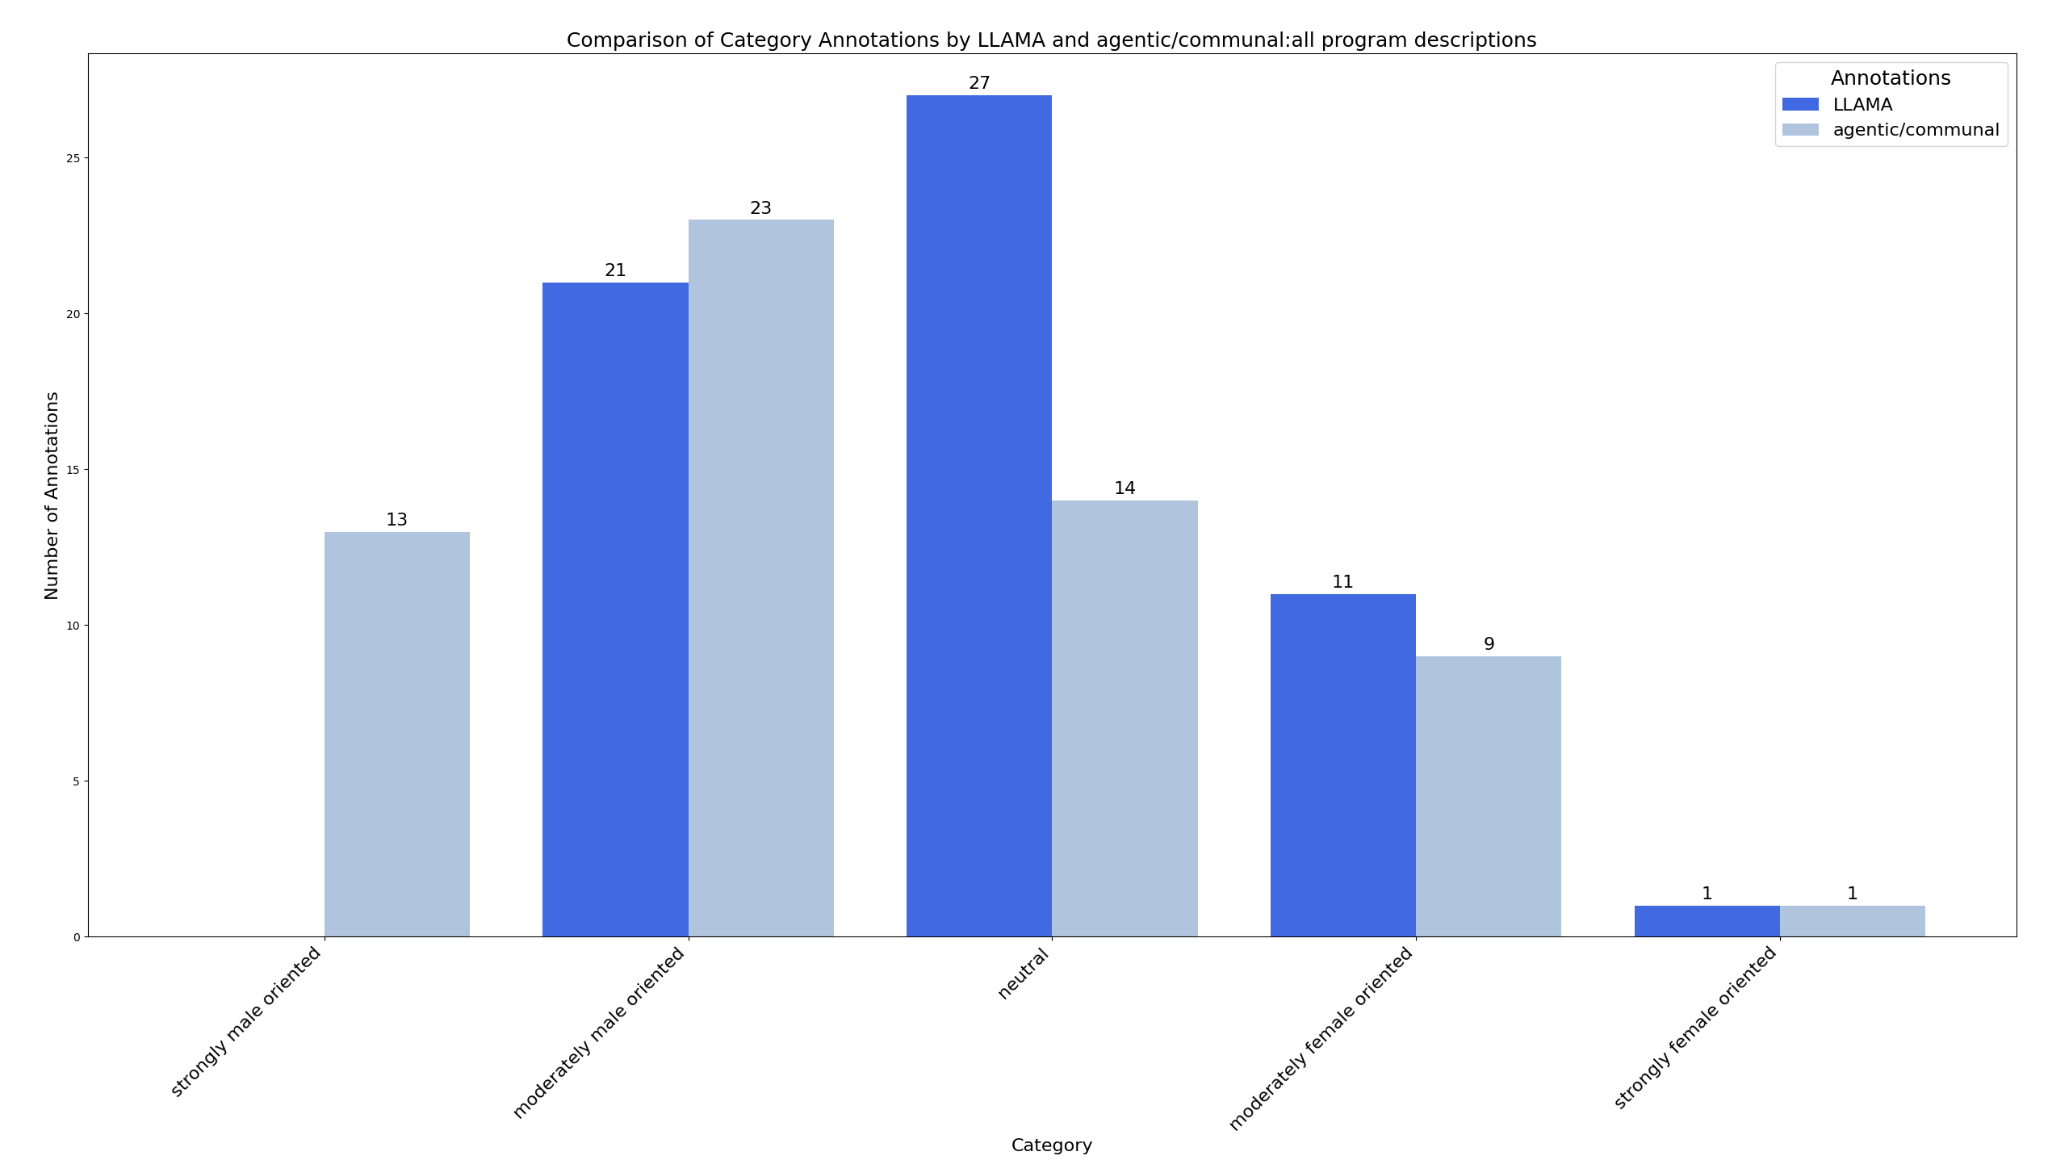 Comparison of Category Annotations by LLAMA and agentic/communal:all program descriptions
Annotations
LLAMA
agentic/communal
Number of Annotations
25
20
15
10
5
0
13
21
23
27
14
11
9
1
1
strongly male oriented
moderately male oriented
neutral
moderately female oriented
strongly female oriented
Category